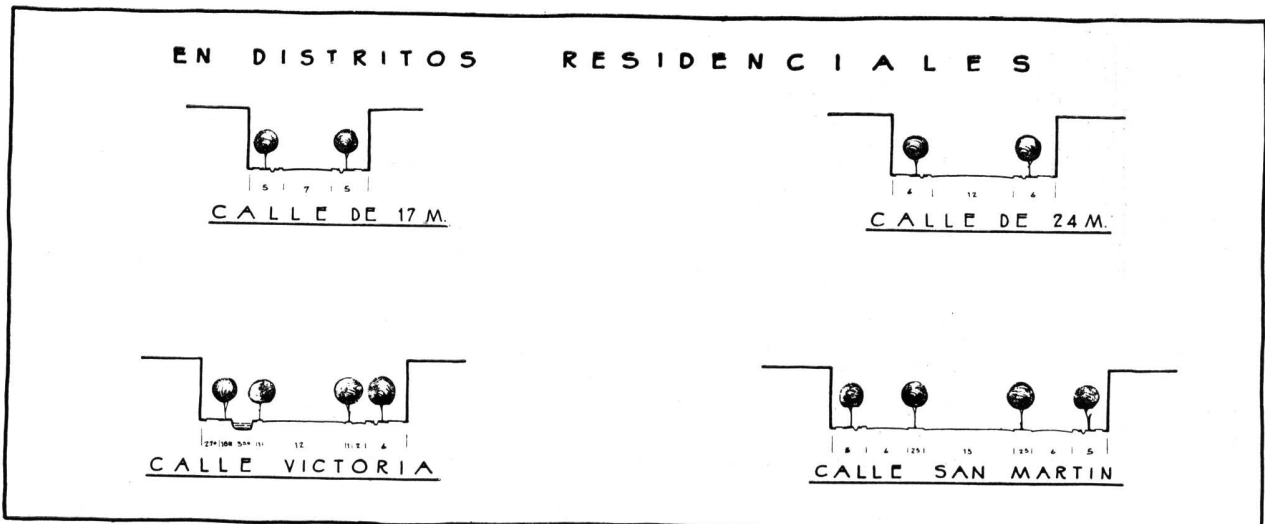 EN DISTRITOS RESIDENCIALES
5 7 5
CALLE DE 17 M.
6 12 6
CALLE DE 24 M.
12 6
CALLE VICTORIA
6 15 6 5
CALLE SAN MARTIN